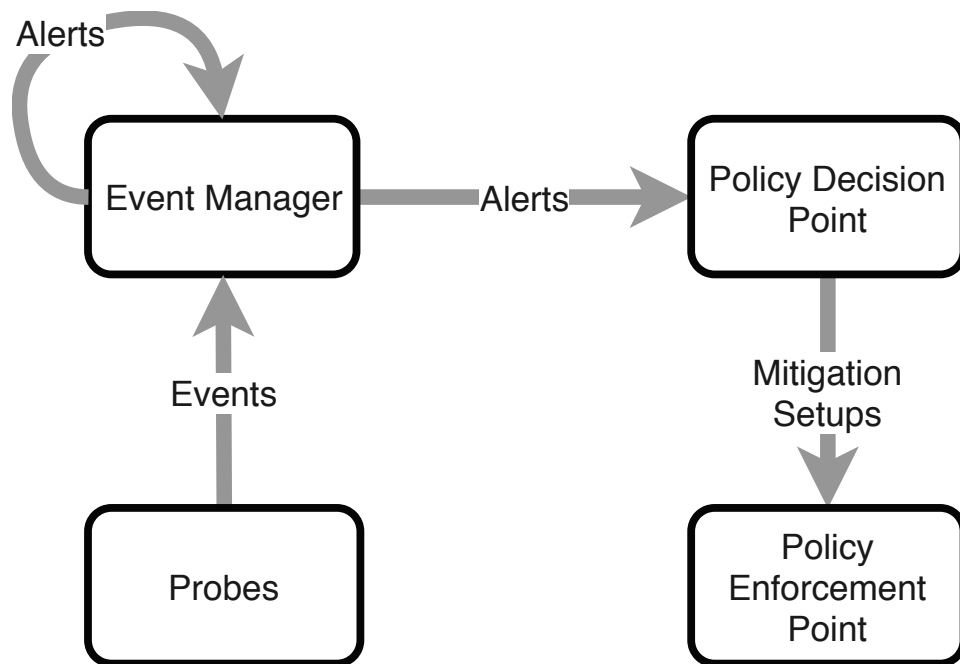 Alerts
Event Manager
Alerts
Policy Decision
Point
Events
Mitigation
Setups
Probes
Policy
Enforcement
Point